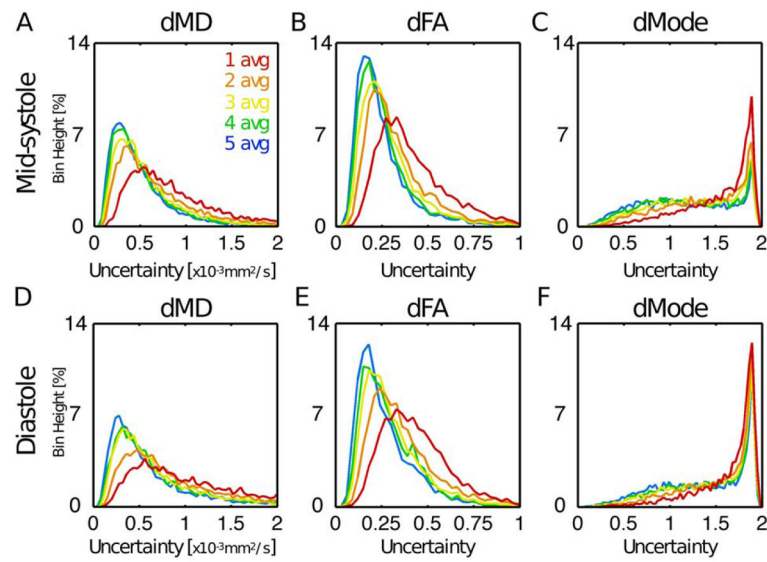 A dMD B dFA C dMode
Mid-systole
Bin Height [%]
14 14 14
7 7 7
0 0 0
1 avg
2 avg
3 avg
4 avg
5 avg
0 0.5 1 1.5 2 0 0.25 0.5 0.75 1 0 0.5 1 1.5 2
Uncertainty [x10-3mm2/s] Uncertainty Uncertainty
D dMD E dFA F dMode
Diastole
Bin Height [%]
14 14 14
7 7 7
0 0 0
0 0.5 1 1.5 2 0 0.25 0.5 0.75 1 0 0.5 1 1.5 2
Uncertainty [x10-3mm2/s] Uncertainty Uncertainty